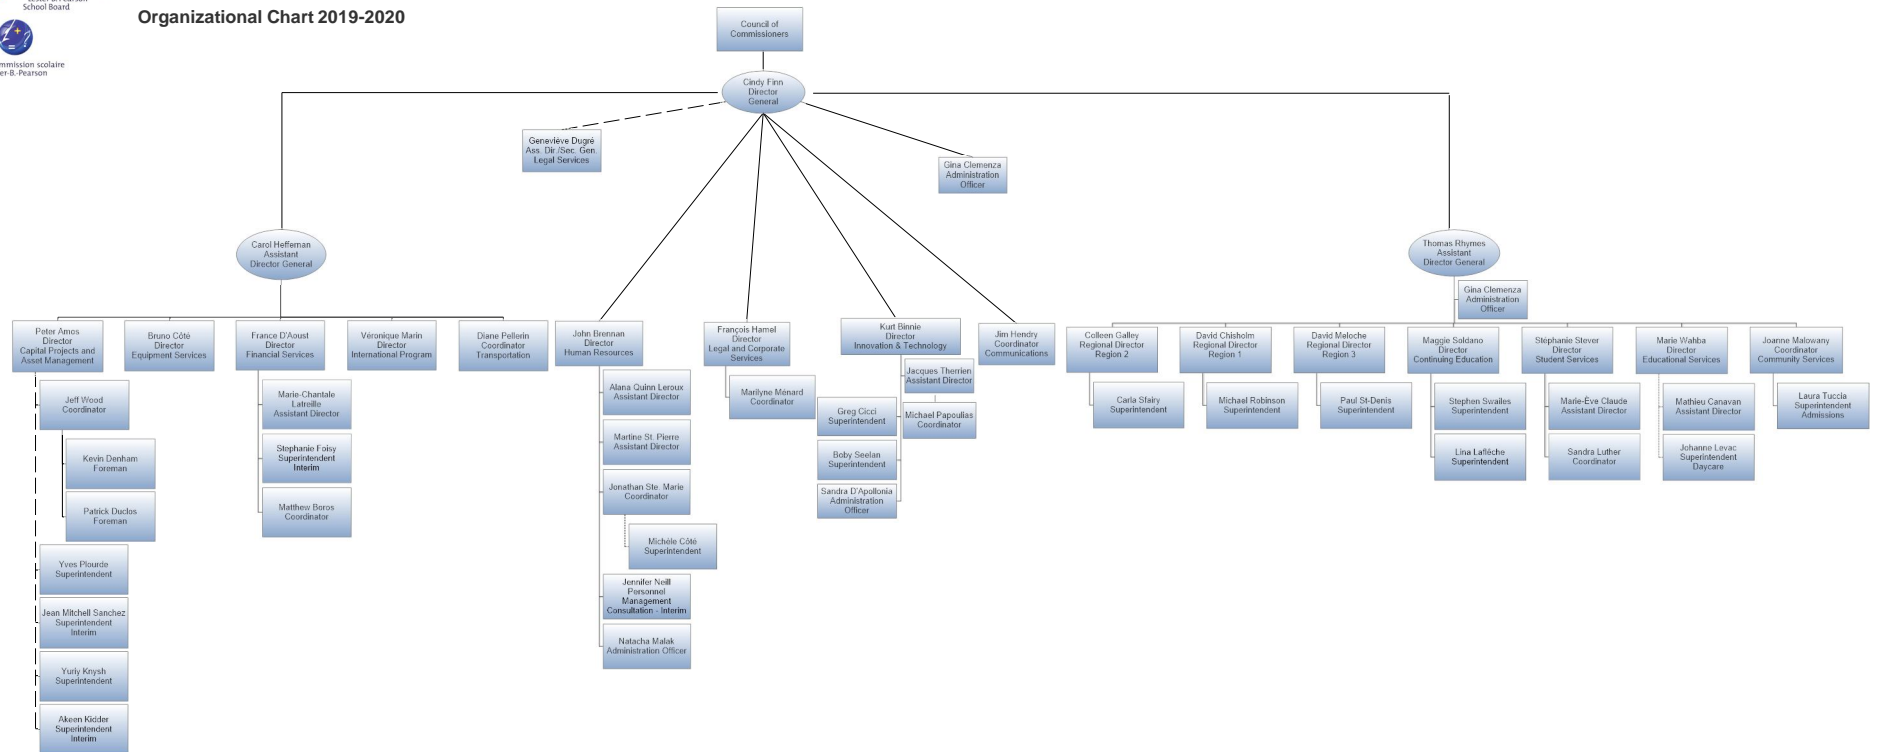 School Board
mmission scolaire
er-B.-Pearson
Organizational Chart 2019-2020
Council of
Commissioners
Cindy Finn
Director
General
Geneviève Dugré
Ass. Dir./Sec. Gen.
Legal Services
Gina Clemenza
Administration
Officer
Carol Heffernan
Assistant
Director General
Thomas Rhymes
Assistant
Director General
Gina Clemenza
Administration
Officer
Peter Amos
Director
Capital Projects and
Asset Management
Jeff Wood
Coordinator
Kevin Denham
Foreman
Patrick Duclos
Foreman
Yves Plourde
Superintendent
Jean Mitchell Sanchez
Superintendent
Interim
Yuriy Knysh
Superintendent
Akeen Kidder
Superintendent
Interim
Bruno Côté
Director
Equipment Services
France D'Aoust
Director
Financial Services
Marie-Chantale
Latreille
Assistant Director
Stephanie Foisy
Superintendent
Interim
Matthew Boros
Coordinator
Véronique Marin
Director
International Program
Diane Pellerin
Coordinator
Transportation
John Brennan
Director
Human Resources
Alana Quinn Leroux
Assistant Director
Martine St. Pierre
Assistant Director
Jonathan Ste. Marie
Coordinator
Michèle Côté
Superintendent
Jennifer Neill
Personnel
Management
Consultation - Interim
Natacha Malak
Administration Officer
François Hamel
Director
Legal and Corporate
Services
Marilyne Ménard
Coordinator
Kurt Binnie
Director
Innovation & Technology
Jacques Therrien
Assistant Director
Greg Cicci
Superintendent
Michael Papoulias
Coordinator
Boby Seelan
Superintendent
Sandra D'Apollonia
Administration
Officer
Jim Hendry
Coordinator
Communications
Colleen Galley
Regional Director
Region 2
Carla Sfairy
Superintendent
David Chisholm
Regional Director
Region 1
Michael Robinson
Superintendent
David Meloche
Regional Director
Region 3
Paul St-Denis
Superintendent
Maggie Soldano
Director
Continuing Education
Stephen Swailes
Superintendent
Lina Laflèche
Superintendent
Stéphanie Stever
Director
Student Services
Marie-Ève Claude
Assistant Director
Sandra Luther
Coordinator
Marie Wahba
Director
Educational Services
Mathieu Canavan
Assistant Director
Johanne Levac
Superintendent
Daycare
Joanne Malowany
Coordinator
Community Services
Laura Tuccia
Superintendent
Admissions